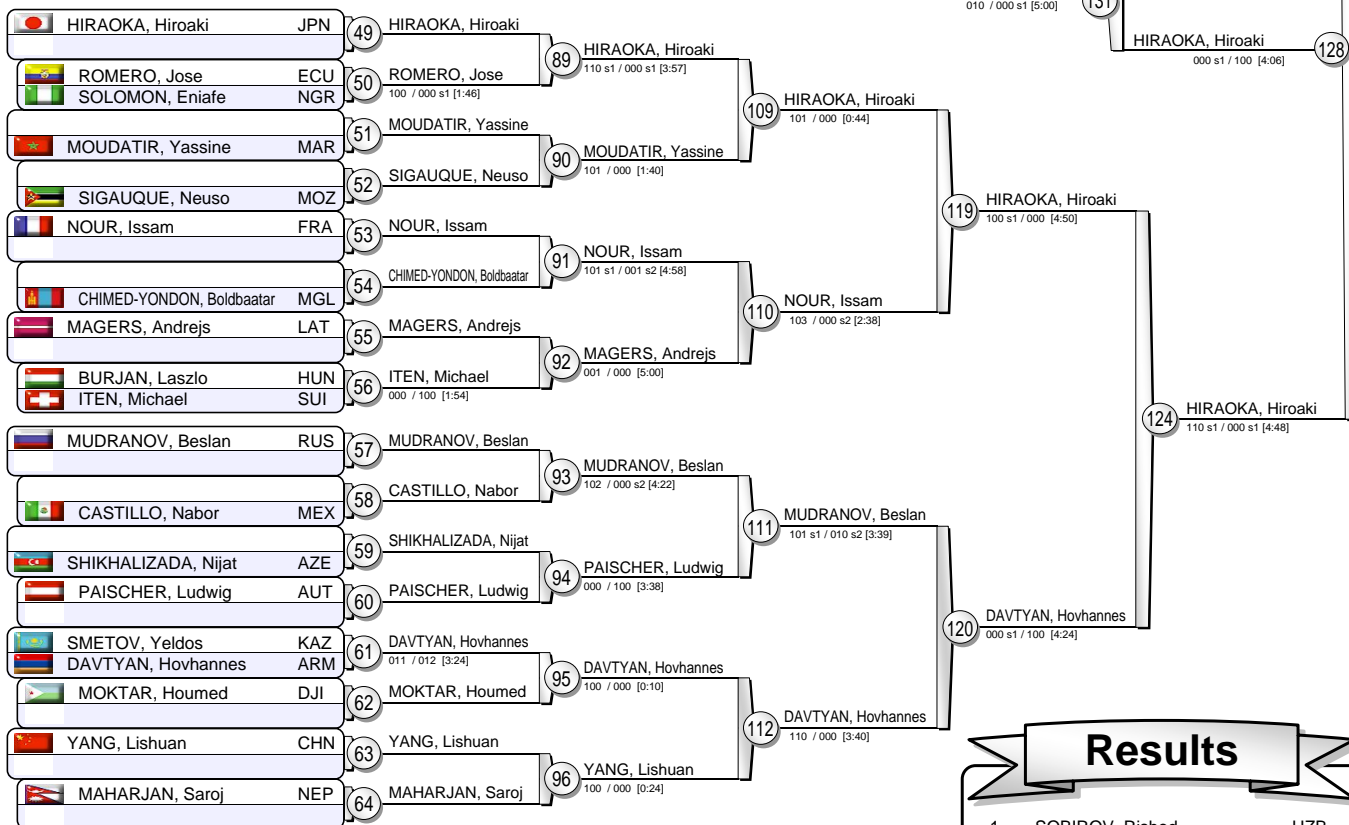 HIRAOKA, Hiroaki JPN
ROMERO, Jose ECU
SOLOMON, Eniafe NGR
MOUDATIR, Yassine MAR
SIGAUQUE, Neuso MOZ
NOUR, Issam FRA
CHIMED-YONDON, Boldbaatar MGL
MAGERS, Andrejs LAT
BURJAN, Laszlo HUN
ITEN, Michael SUI
MUDRANOV, Beslan RUS
CASTILLO, Nabor MEX
SHIKHALIZADA, Nijat AZE
PAISCHER, Ludwig AUT
SMETOV, Yeldos KAZ
DAVTYAN, Hovhannes ARM
MOKTAR, Houmed DJI
YANG, Lishuan CHN
MAHARJAN, Saroj NEP
49 HIRAOKA, Hiroaki
50 ROMERO, Jose
100 / 000 s1 [1:46]
51 MOUDATIR, Yassine
52 SIGAUQUE, Neuso
53 NOUR, Issam
54 CHIMED-YONDON, Boldbaatar
55 MAGERS, Andrejs
56 ITEN, Michael
000 / 100 [1:54]
57 MUDRANOV, Beslan
58 CASTILLO, Nabor
59 SHIKHALIZADA, Nijat
60 PAISCHER, Ludwig
61 DAVTYAN, Hovhannes
011 / 012 [3:24]
62 MOKTAR, Houmed
63 YANG, Lishuan
64 MAHARJAN, Saroj
89 HIRAOKA, Hiroaki
110 s1 / 000 s1 [3:57]
90 MOUDATIR, Yassine
101 / 000 [1:40]
91 NOUR, Issam
101 s1 / 001 s2 [4:58]
92 MAGERS, Andrejs
001 / 000 [5:00]
93 MUDRANOV, Beslan
102 / 000 s2 [4:22]
94 PAISCHER, Ludwig
000 / 100 [3:38]
95 DAVTYAN, Hovhannes
100 / 000 [0:10]
96 YANG, Lishuan
100 / 000 [0:24]
109 HIRAOKA, Hiroaki
101 / 000 [0:44]
110 NOUR, Issam
103 / 000 s2 [2:38]
111 MUDRANOV, Beslan
101 s1 / 010 s2 [3:39]
112 DAVTYAN, Hovhannes
110 / 000 [3:40]
119 HIRAOKA, Hiroaki
100 s1 / 000 [4:50]
120 DAVTYAN, Hovhannes
000 s1 / 100 [4:24]
124 HIRAOKA, Hiroaki
110 s1 / 000 s1 [4:48]
010 / 000 s1 [5:00] 131
HIRAOKA, Hiroaki 128
000 s1 / 100 [4:06]
Results
1 SOBIROV, Rishod UZB